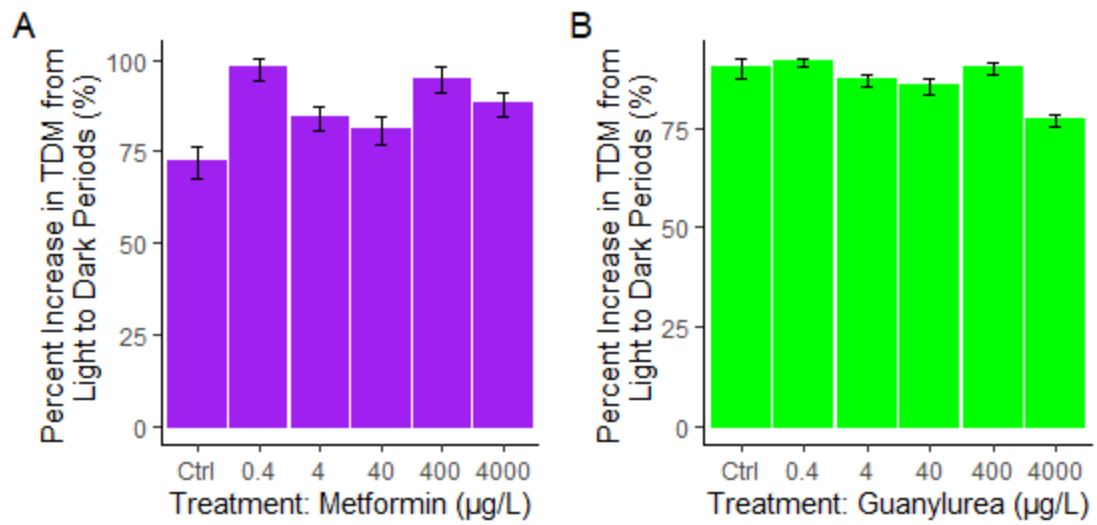 A
Percent Increase in TDM from
Light to Dark Periods (%)
100
75
50
25
0
Ctrl 0.4 4 40 400 4000
Treatment: Metformin (µg/L)
B
Percent Increase in TDM from
Light to Dark Periods (%)
75
50
25
0
Ctrl 0.4 4 40 400 4000
Treatment: Guanylurea (µg/L)